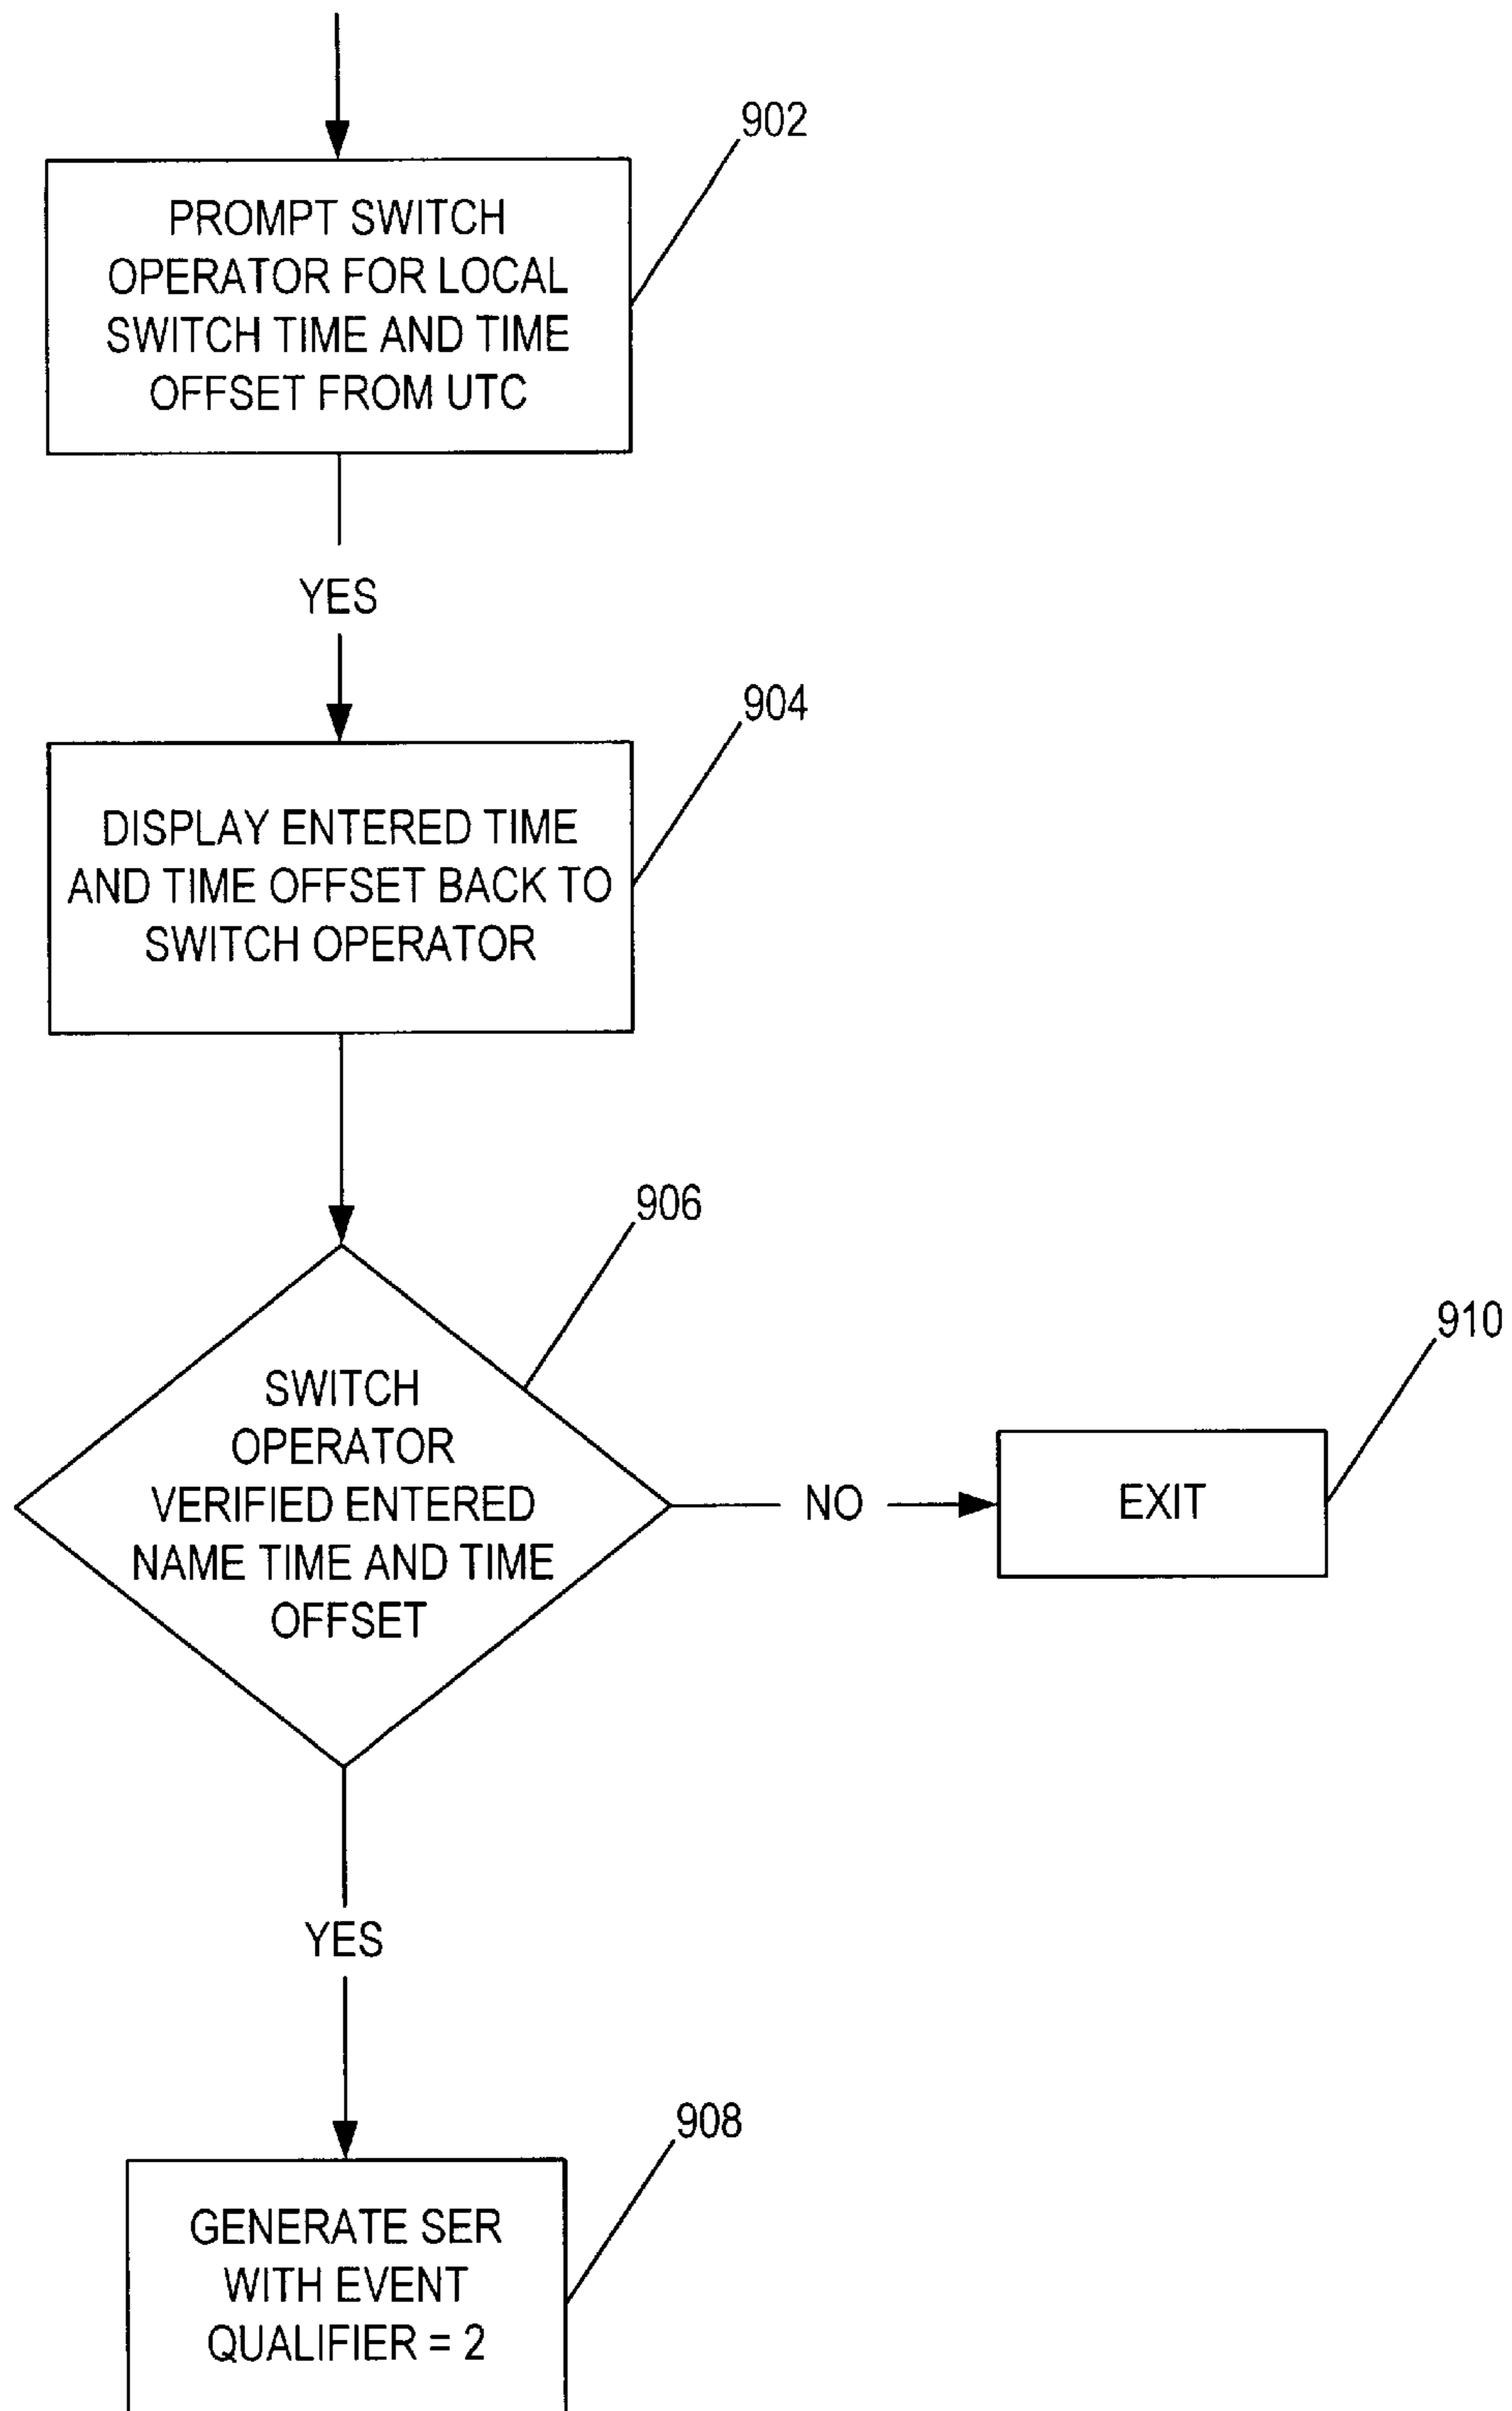 902
PROMPT SWITCH
OPERATOR FOR LOCAL
SWITCH TIME AND TIME
OFFSET FROM UTC
YES
904
DISPLAY ENTERED TIME
AND TIME OFFSET BACK TO
SWITCH OPERATOR
906
SWITCH
OPERATOR
VERIFIED ENTERED
NAME TIME AND TIME
OFFSET
NO
910
EXIT
YES
908
GENERATE SER
WITH EVENT
QUALIFIER = 2